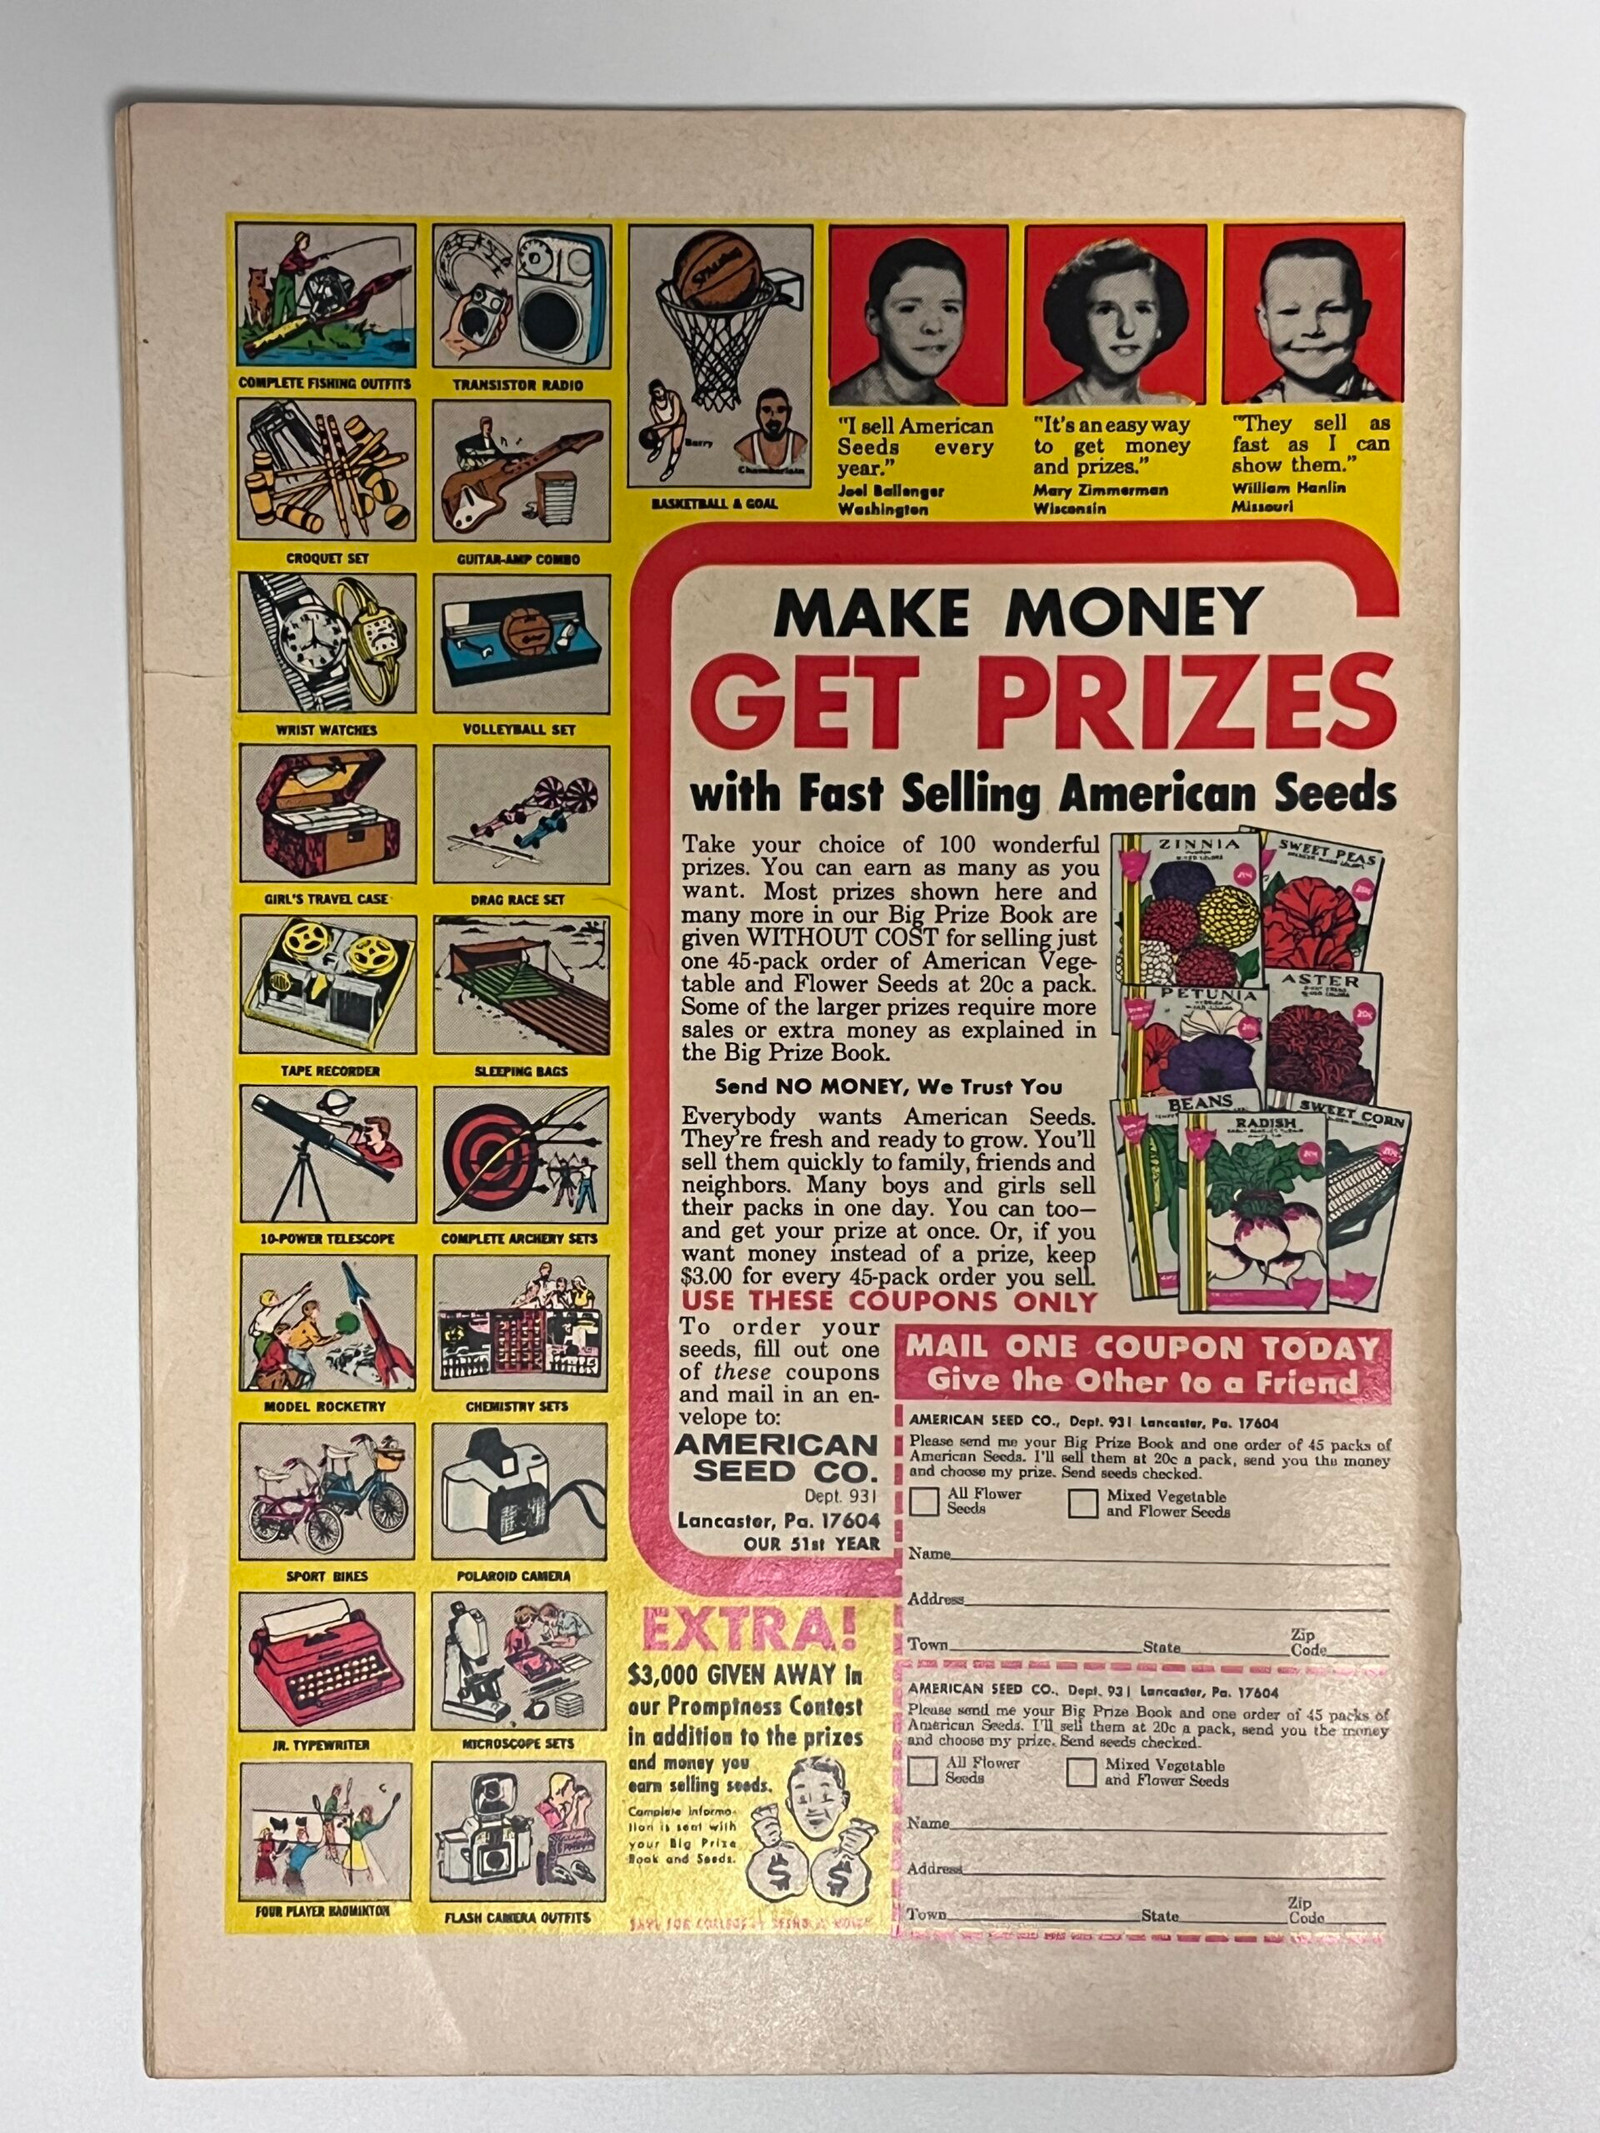 COMPLETE FISHING OUTFITS
TRANSISTOR RADIO
SPALDING
Barry
Chamberlain
BASKETBALL & GOAL
CROQUET SET
GUITAR-AMP COMBO
WRIST WATCHES
VOLLEYBALL SET
GIRL'S TRAVEL CASE
DRAG RACE SET
TAPE RECORDER
SLEEPING BAGS
10-POWER TELESCOPE
COMPLETE ARCHERY SETS
MODEL ROCKETRY
CHEMISTRY SETS
SPORT BIKES
POLAROID CAMERA
JR. TYPEWRITER
MICROSCOPE SETS
FOUR PLAYER BADMINTON
FLASH CAMERA OUTFITS
"I sell American
Seeds every
year."
Joel Ballenger
Washington
"It's an easy way
to get money
and prizes."
Mary Zimmerman
Wisconsin
"They sell as
fast as I can
show them."
William Hanlin
Missouri
MAKE MONEY
GET PRIZES
with Fast Selling American Seeds
Take your choice of 100 wonderful
prizes. You can earn as many as you
want. Most prizes shown here and
many more in our Big Prize Book are
given WITHOUT COST for selling just
one 45-pack order of American Vege-
table and Flower Seeds at 20c a pack.
Some of the larger prizes require more
sales or extra money as explained in
the Big Prize Book.
Send NO MONEY, We Trust You
Everybody wants American Seeds.
They're fresh and ready to grow. You'll
sell them quickly to family, friends and
neighbors. Many boys and girls sell
their packs in one day. You can too—
and get your prize at once. Or, if you
want money instead of a prize, keep
$3.00 for every 45-pack order you sell.
USE THESE COUPONS ONLY
ZINNIA
20¢
SWEET PEAS
20¢
PETUNIA
20¢
ASTER
20¢
BEANS
RADISH
20¢
SWEET CORN
20¢
To order your
seeds, fill out one
of these coupons
and mail in an en-
velope to:
AMERICAN
SEED CO.
Dept. 931
Lancaster, Pa. 17604
OUR 51st YEAR
EXTRA!
$3,000 GIVEN AWAY in
our Promptness Contest
in addition to the prizes
and money you
earn selling seeds.
Complete informa-
tion is sent with
your Big Prize
Book and Seeds.
$ $
MAIL ONE COUPON TODAY
Give the Other to a Friend
AMERICAN SEED CO., Dept. 931 Lancaster, Pa. 17604
Please send me your Big Prize Book and one order of 45 packs of
American Seeds. I'll sell them at 20c a pack, send you the money
and choose my prize. Send seeds checked.
All Flower
Seeds
Mixed Vegetable
and Flower Seeds
Name
Address
Town State Zip
Code
AMERICAN SEED CO., Dept. 931 Lancaster, Pa. 17604
Please send me your Big Prize Book and one order of 45 packs of
American Seeds. I'll sell them at 20c a pack, send you the money
and choose my prize. Send seeds checked.
All Flower
Seeds
Mixed Vegetable
and Flower Seeds
Name
Address
Town State Zip
Code